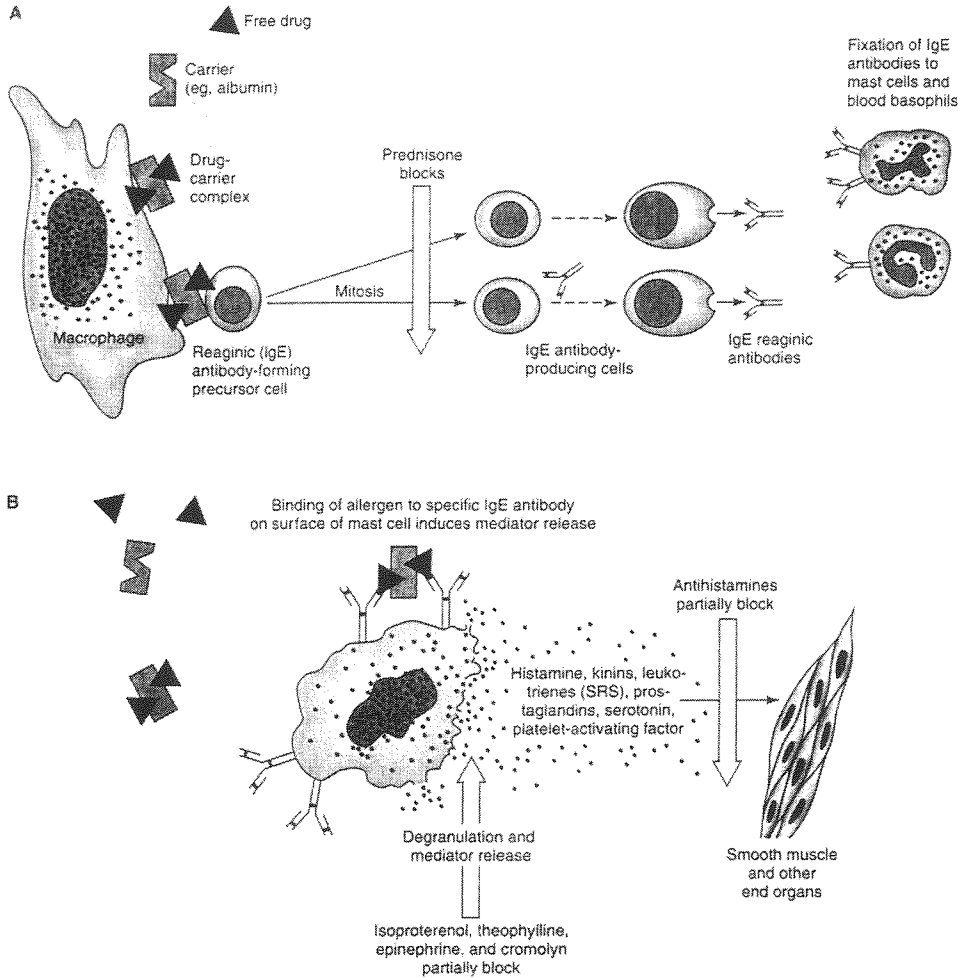 A
Free drug
Carrier
(eg, albumin)
Drug-
carrier
complex
Fixation of IgE
antibodies to
mast cells and
blood basophils
Prednisone
blocks
Mitosis
Macrophage
Reaginic (IgE)
antibody-forming
precursor cell
IgE antibody-
producing cells
IgE reaginic
antibodies
B
Binding of allergen to specific IgE antibody
on surface of mast cell induces mediator release
Antihistamines
partially block
Histamine, kinins, leuko-
trienes (SRS), pros-
taglandins, serotonin,
platelet-activating factor
Degranulation and
mediator release
Smooth muscle
and other
end organs
Isoproterenol, theophylline,
epinephrine, and cromolyn
partially block